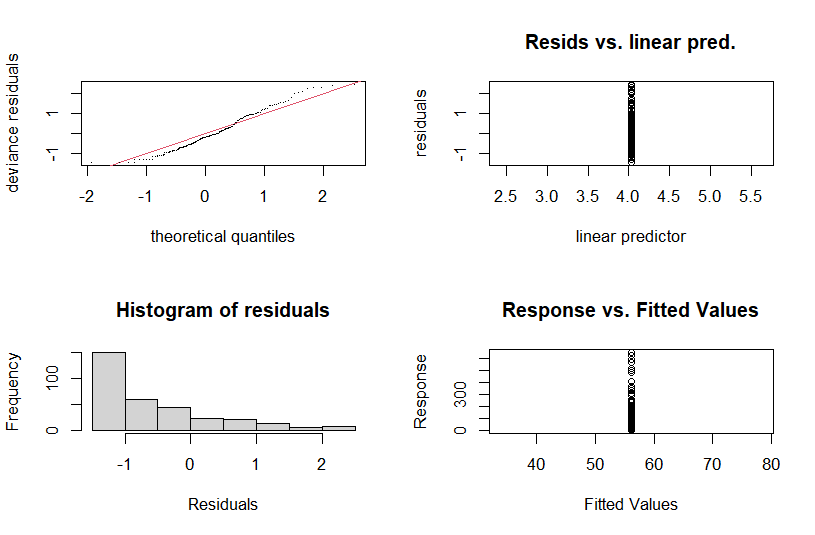 deviance residuals
1
-1
-2 -1 0 1 2
theoretical quantiles
Resids vs. linear pred.
residuals
1
-1
2.5 3.0 3.5 4.0 4.5 5.0 5.5
linear predictor
Histogram of residuals
Frequency
100
0
-1 0 1 2
Residuals
Response vs. Fitted Values
Response
300
0
40 50 60 70 80
Fitted Values